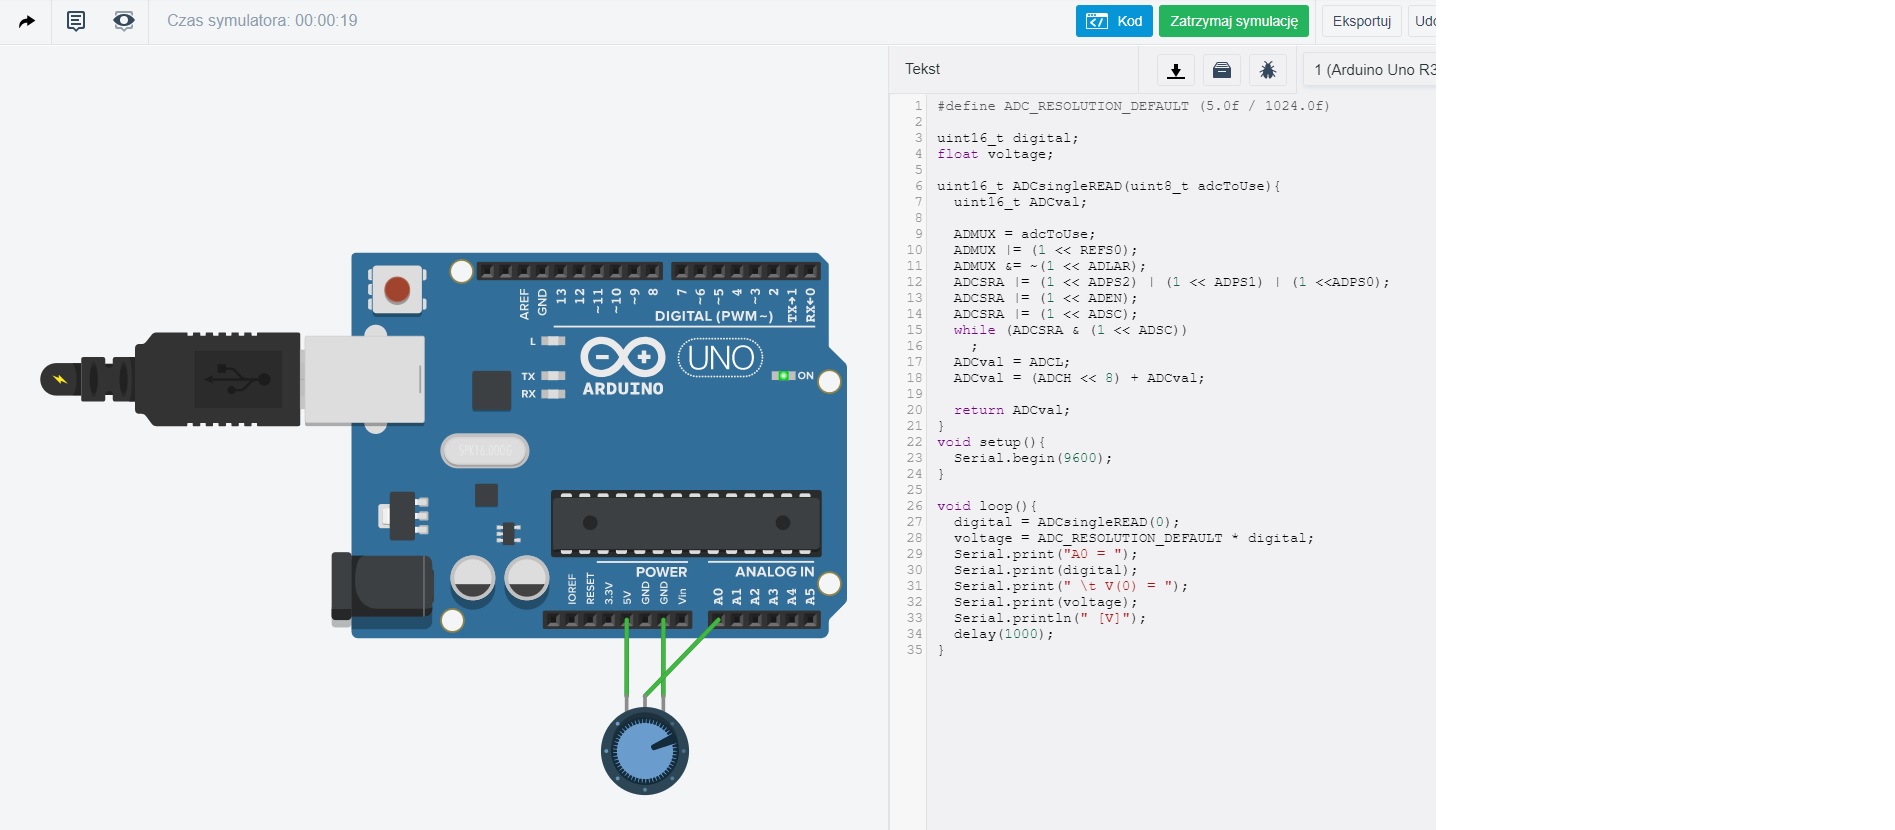 Czas symulatora: 00:00:19
Kod
Zatrzymaj symulację
Eksportuj
Tekst
1 (Arduino Uno R3
1 #define ADC_RESOLUTION_DEFAULT (5.0f / 1024.0f)
2
3 uint16_t digital;
4 float voltage;
5
6 uint16_t ADCsingleREAD(uint8_t adcToUse){
7 uint16_t ADCval;
8
9 ADMUX = adcToUse;
10 ADMUX |= (1 << REFS0);
11 ADMUX &= ~(1 << ADLAR);
12 ADCSRA |= (1 << ADPS2) | (1 << ADPS1) | (1 <<ADPS0);
13 ADCSRA |= (1 << ADEN);
14 ADCSRA |= (1 << ADSC);
15 while (ADCSRA & (1 << ADSC))
16 ;
17 ADCval = ADCL;
18 ADCval = (ADCH << 8) + ADCval;
19
20 return ADCval;
21 }
22 void setup(){
23 Serial.begin(9600);
24 }
25
26 void loop(){
27 digital = ADCsingleREAD(0);
28 voltage = ADC_RESOLUTION_DEFAULT * digital;
29 Serial.print("A0 = ");
30 Serial.print(digital);
31 Serial.print(" \t V(0) = ");
32 Serial.print(voltage);
33 Serial.println(" [V]");
34 delay(1000);
35 }
AREF GND 13 12 ~11 ~10 ~9 8 7 ~6 ~5 4 ~3 2 TX→1 RX←0
DIGITAL (PWM~)
L
TX
RX
UNO
ARDUINO
ON
POWER
ANALOG IN
IOREF RESET 3.3V 5V GND GND Vin A0 A1 A2 A3 A4 A5